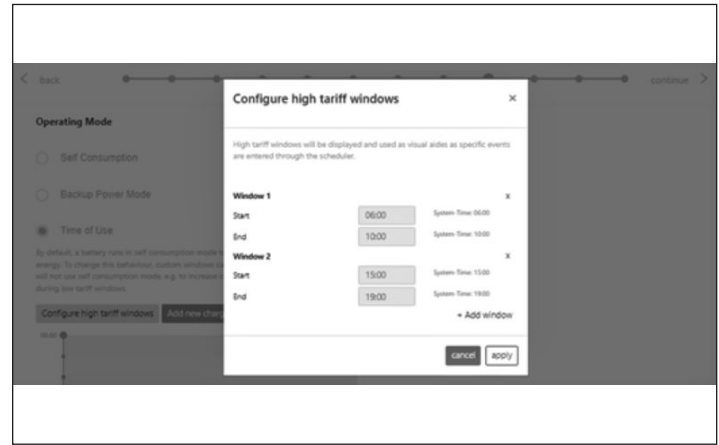 back
continue
Operating Mode
Self Consumption
Backup Power Mode
Time of Use
By default, a battery runs in self consumption mode
energy. To change this behaviour, custom windows
will not use self consumption mode, e.g. to increase
during low tariff windows.
Configure high tariff windows
Add new charg
00:00
Configure high tariff windows
×
High tariff windows will be displayed and used as visual aides as specific events
are entered through the scheduler.
Window 1
x
Start
06:00
System-Time: 06:00
End
10:00
System-Time: 10:00
Window 2
x
Start
15:00
System-Time: 15:00
End
19:00
System-Time: 19:00
+ Add window
cancel
apply